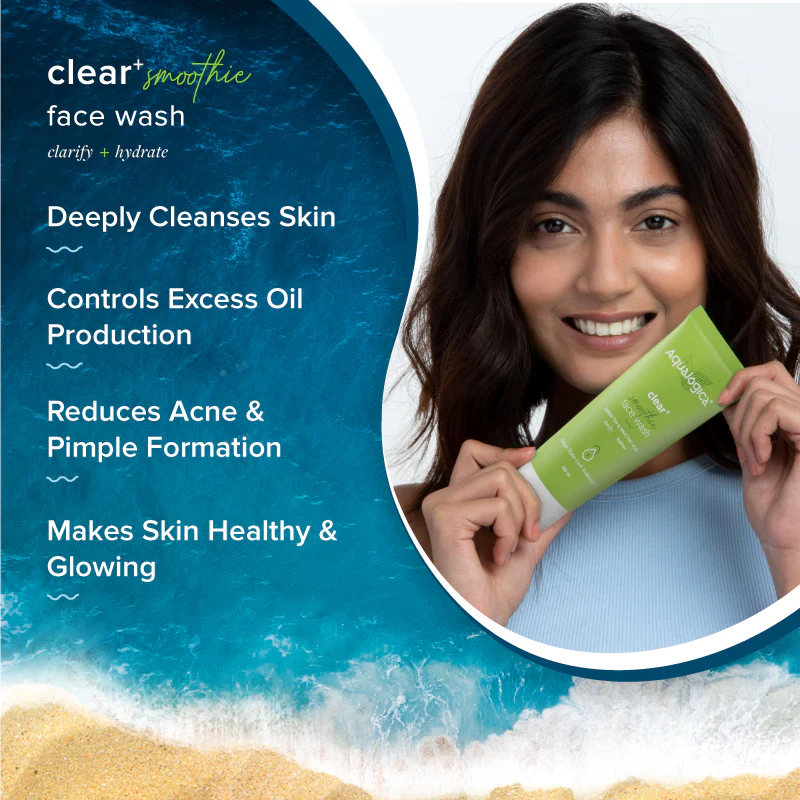 clear+ smoothie
face wash
clarify + hydrate
Deeply Cleanses Skin
Controls Excess Oil
Production
Reduces Acne &
Pimple Formation
Makes Skin Healthy &
Glowing
Aqualogica
clear+
smoothie
face wash